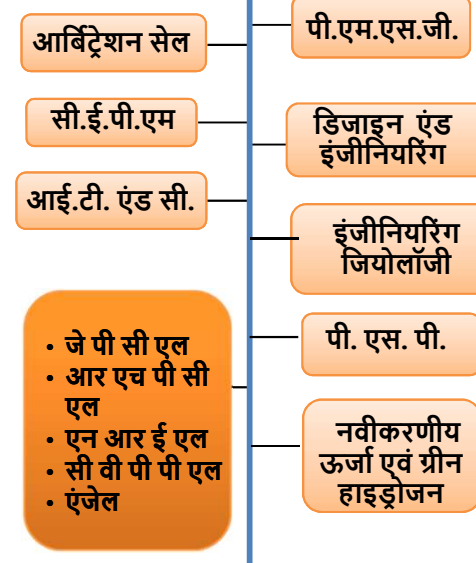 आर्बिट्रेशन सेल
सी.ई.पी.एम
आई.टी. एंड सी.
• जे पी सी एल
• आर एच पी सी
एल
• एन आर ई एल
• सी वी पी पी एल
• एंजेल
पी.एम.एस.जी.
डिजाइन एंड
इंजीनियरिंग
इंजीनियरिंग
जियोलॉजी
पी. एस. पी.
नवीकरणीय
ऊर्जा एवं ग्रीन
हाइड्रोजन